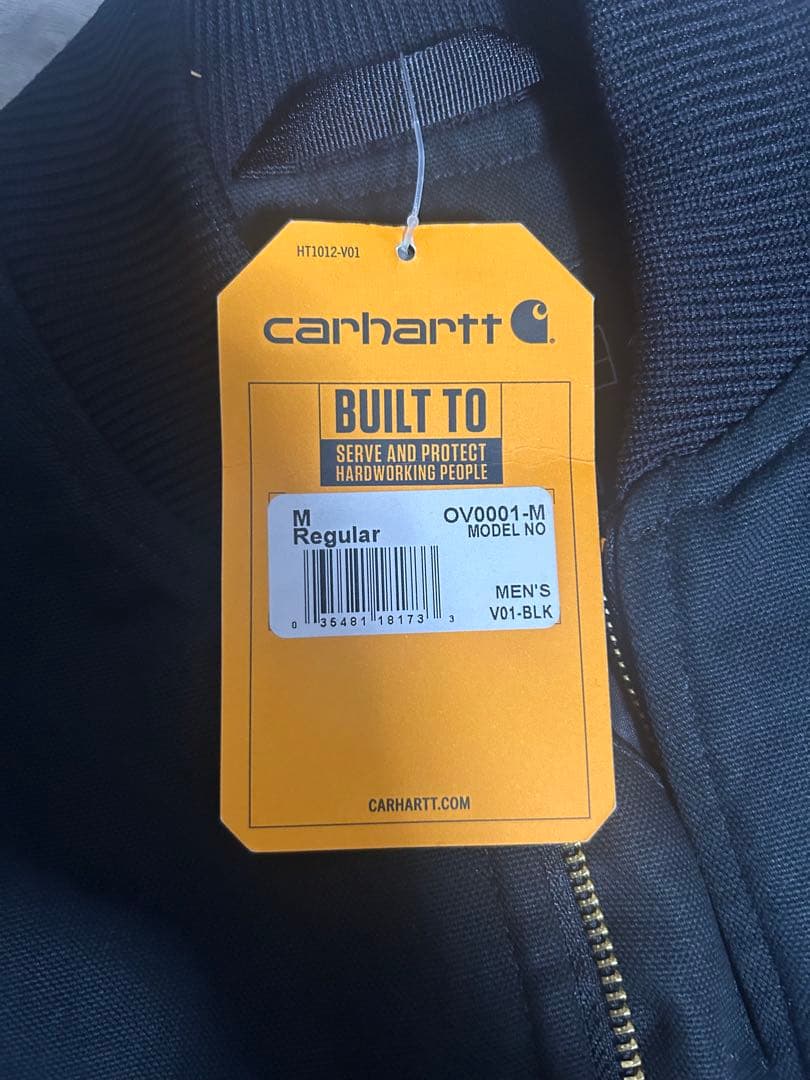 HT1012-V01
carhartt
BUILT TO
SERVE AND PROTECT
HARDWORKING PEOPLE
M OV0001-M
Regular MODEL NO
MEN'S
V01-BLK
0 35481 18173 3
CARHARTT.COM